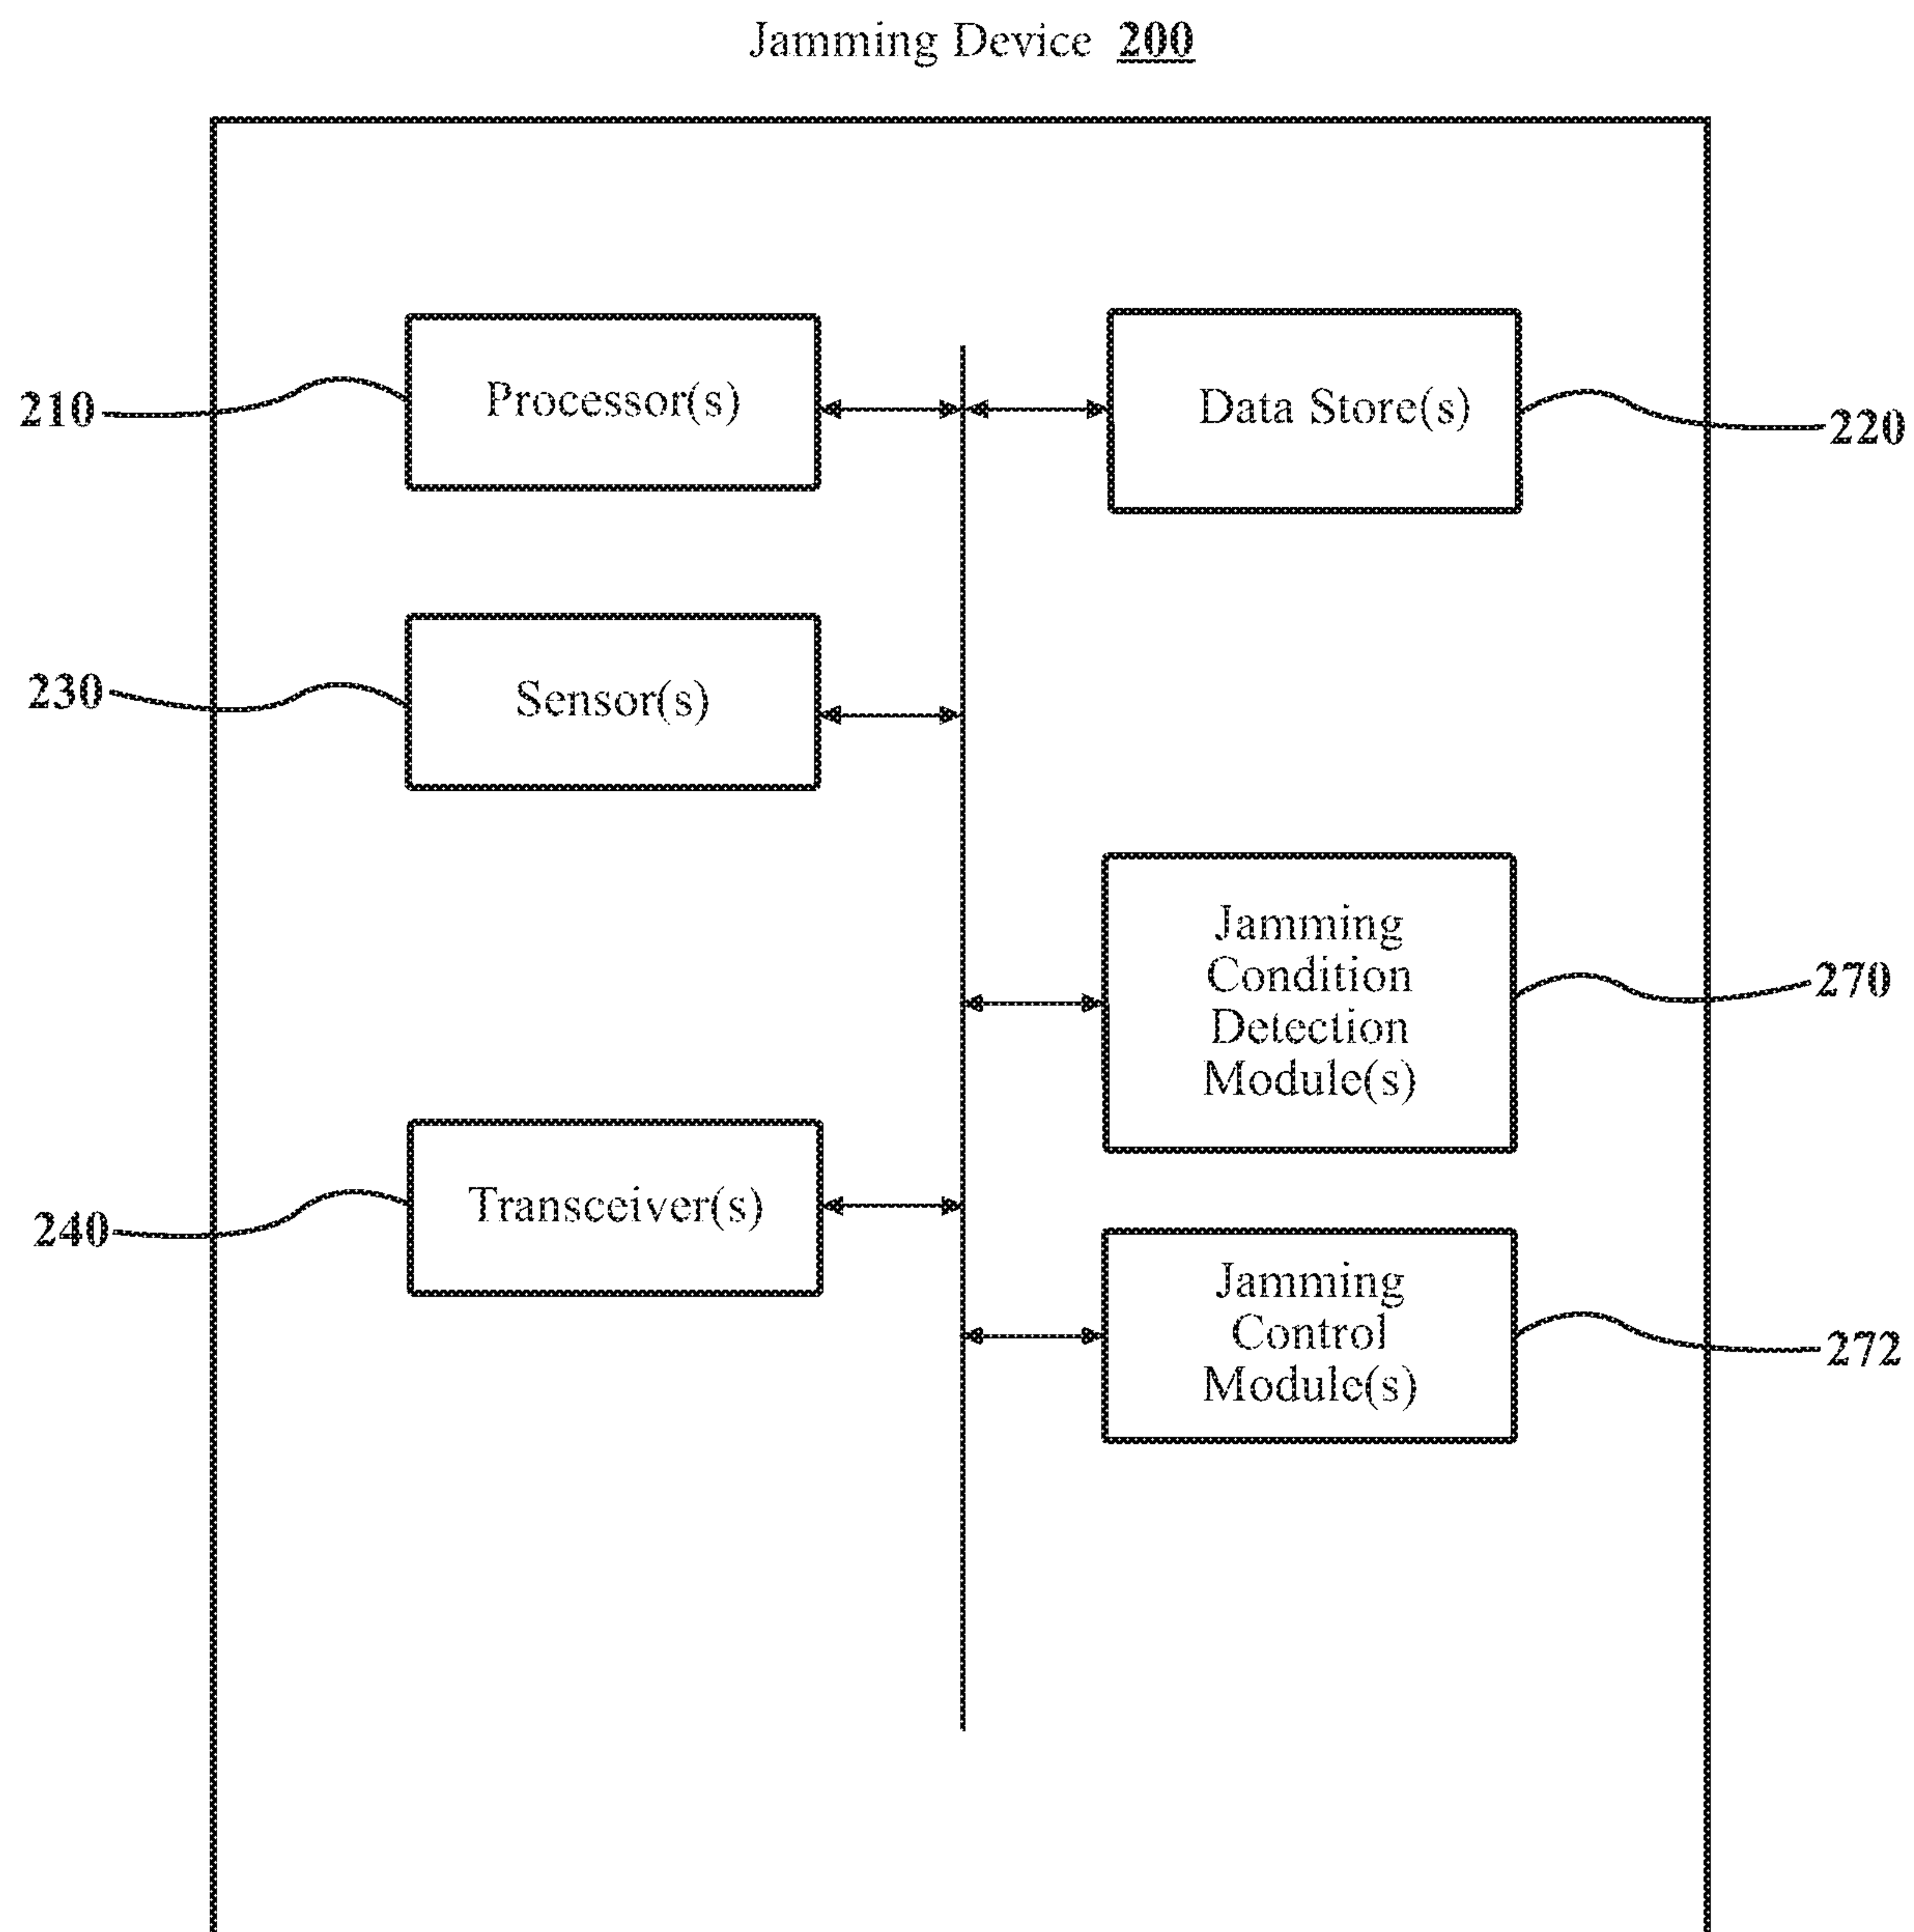 Jamming Device 200
Processor(s)
Data Store(s)
210
220
Sensor(s)
230
Jamming
Condition
Detection
Module(s)
270
Transceiver(s)
240
Jamming
Control
Module(s)
272